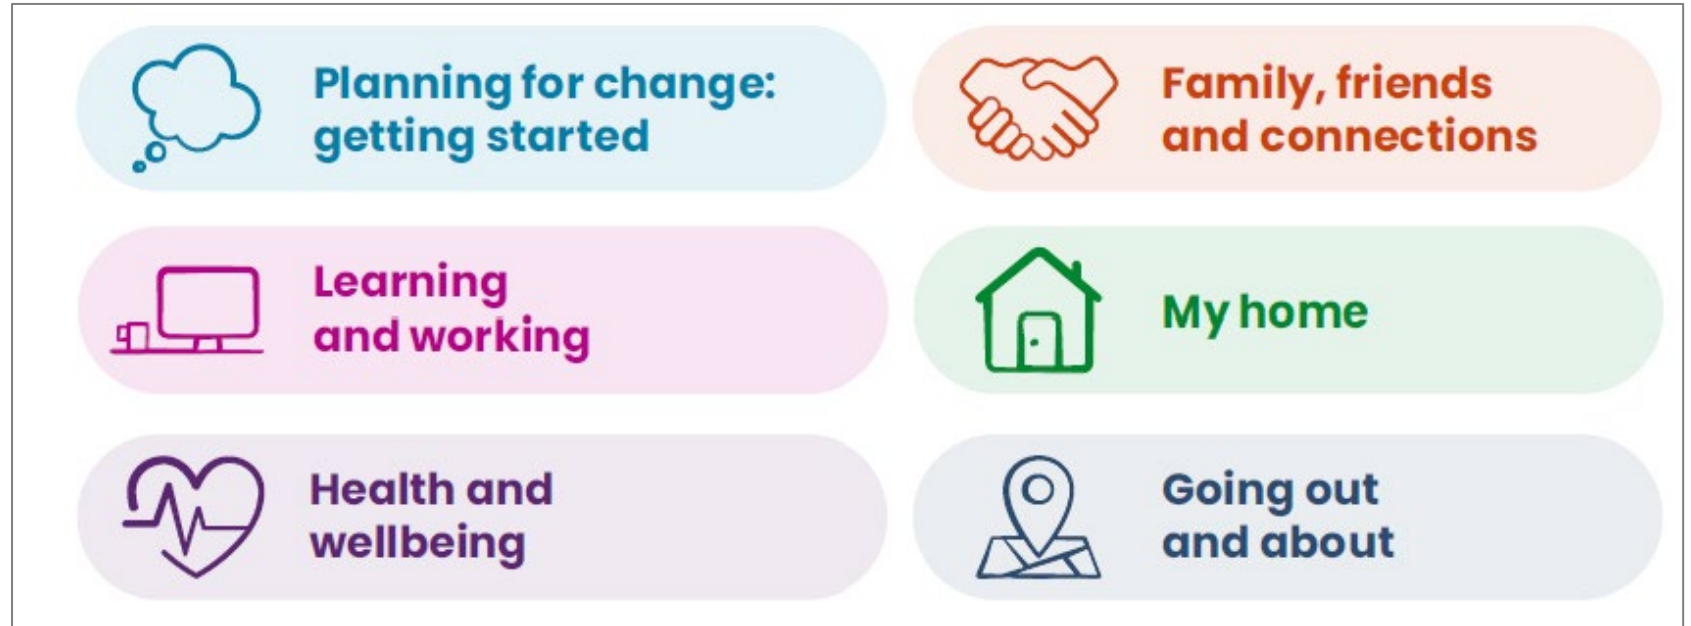 Planning for change:
getting started
Family, friends
and connections
Learning
and working
My home
Health and
wellbeing
Going out
and about